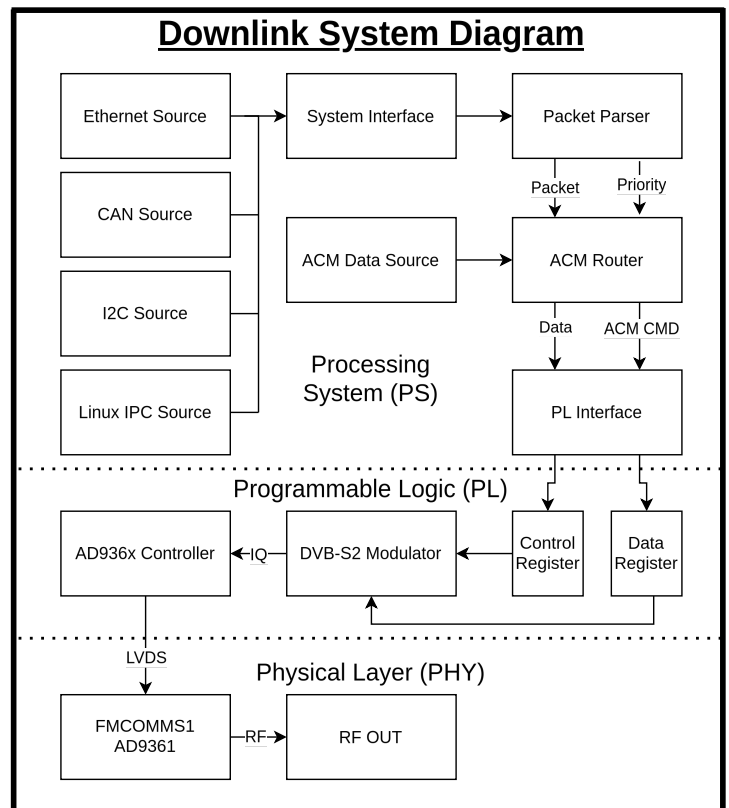 Downlink System Diagram
Ethernet Source
System Interface
Packet Parser
CAN Source
Packet
Priority
ACM Data Source
ACM Router
I2C Source
Data
ACM CMD
Processing
System (PS)
Linux IPC Source
PL Interface
Programmable Logic (PL)
AD936x Controller
IQ
DVB-S2 Modulator
Control
Register
Data
Register
LVDS
Physical Layer (PHY)
FMCOMMS1
AD9361
RF
RF OUT